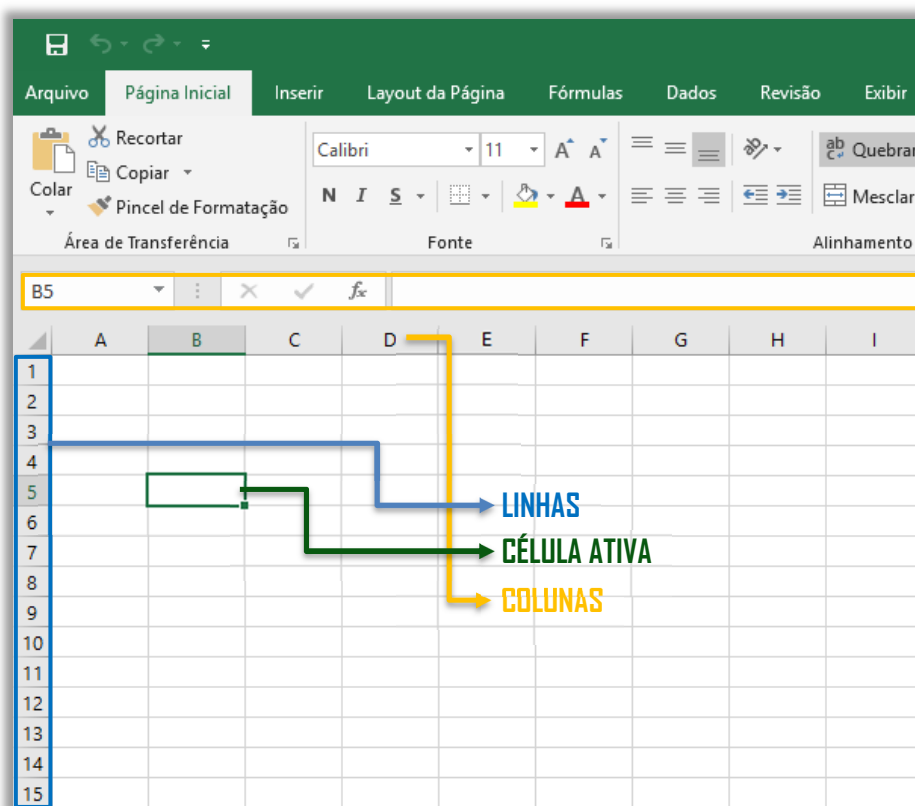 Arquivo Página Inicial Inserir Layout da Página Fórmulas Dados Revisão Exibir
Recortar
Copiar
Pincel de Formatação
Colar
Calibri 11 A A
N I S A
ab Quebrar
Mesclar
Área de Transferência Fonte Alinhamento
B5 fx
A B C D E F G H I
1
2
3
4
5
LINHAS
6
7
CÉLULA ATIVA
8
9
COLUNAS
10
11
12
13
14
15